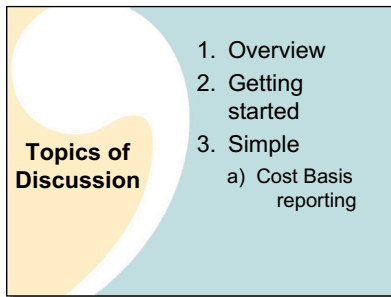 Topics of
Discussion
1. Overview
2. Getting
started
3. Simple
a) Cost Basis
reporting